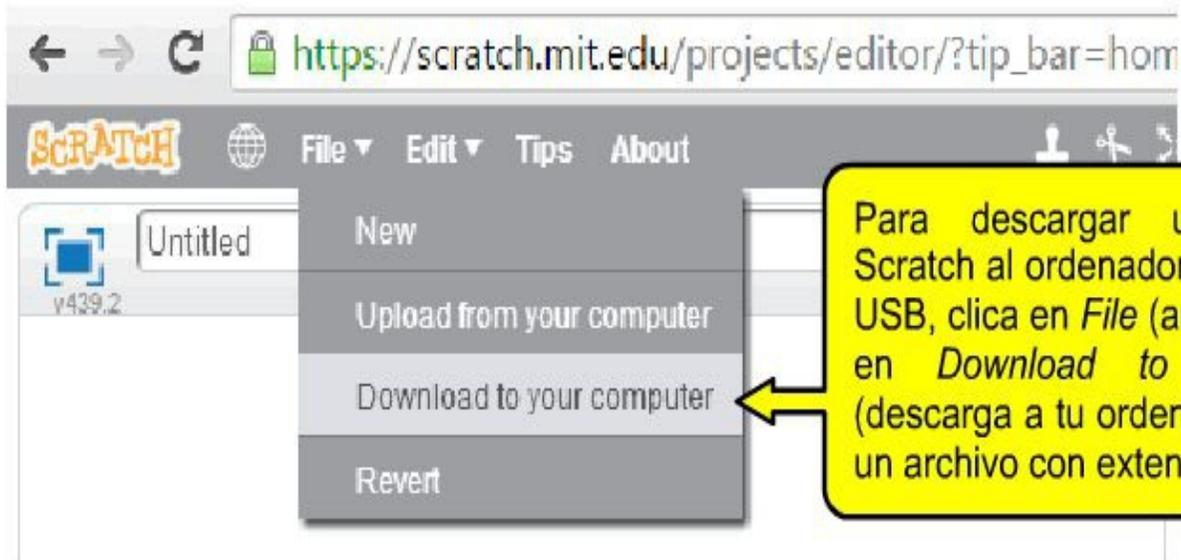 https://scratch.mit.edu/projects/editor/?tip_bar=hom
SCRATCH File Edit Tips About
Untitled
v439.2
New
Upload from your computer
Download to your computer
Revert
Para descargar u
Scratch al ordenador
USB, clica en File (a
en Download to
(descarga a tu orden
un archivo con exten